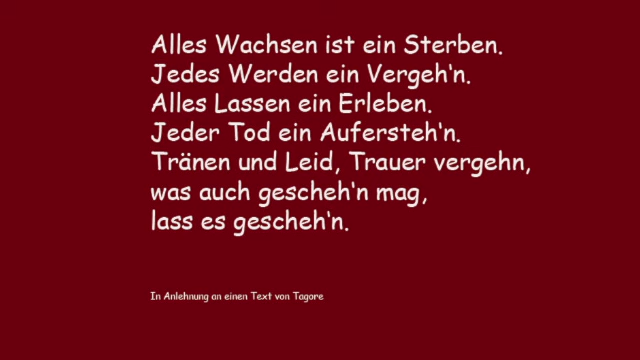 Alles Wachsen ist ein Sterben.
Jedes Werden ein Vergeh'n.
Alles Lassen ein Erleben.
Jeder Tod ein Aufersteh'n.
Tränen und Leid, Trauer vergehn,
was auch gescheh'n mag,
lass es gescheh'n.
In Anlehnung an einen Text von Tagore